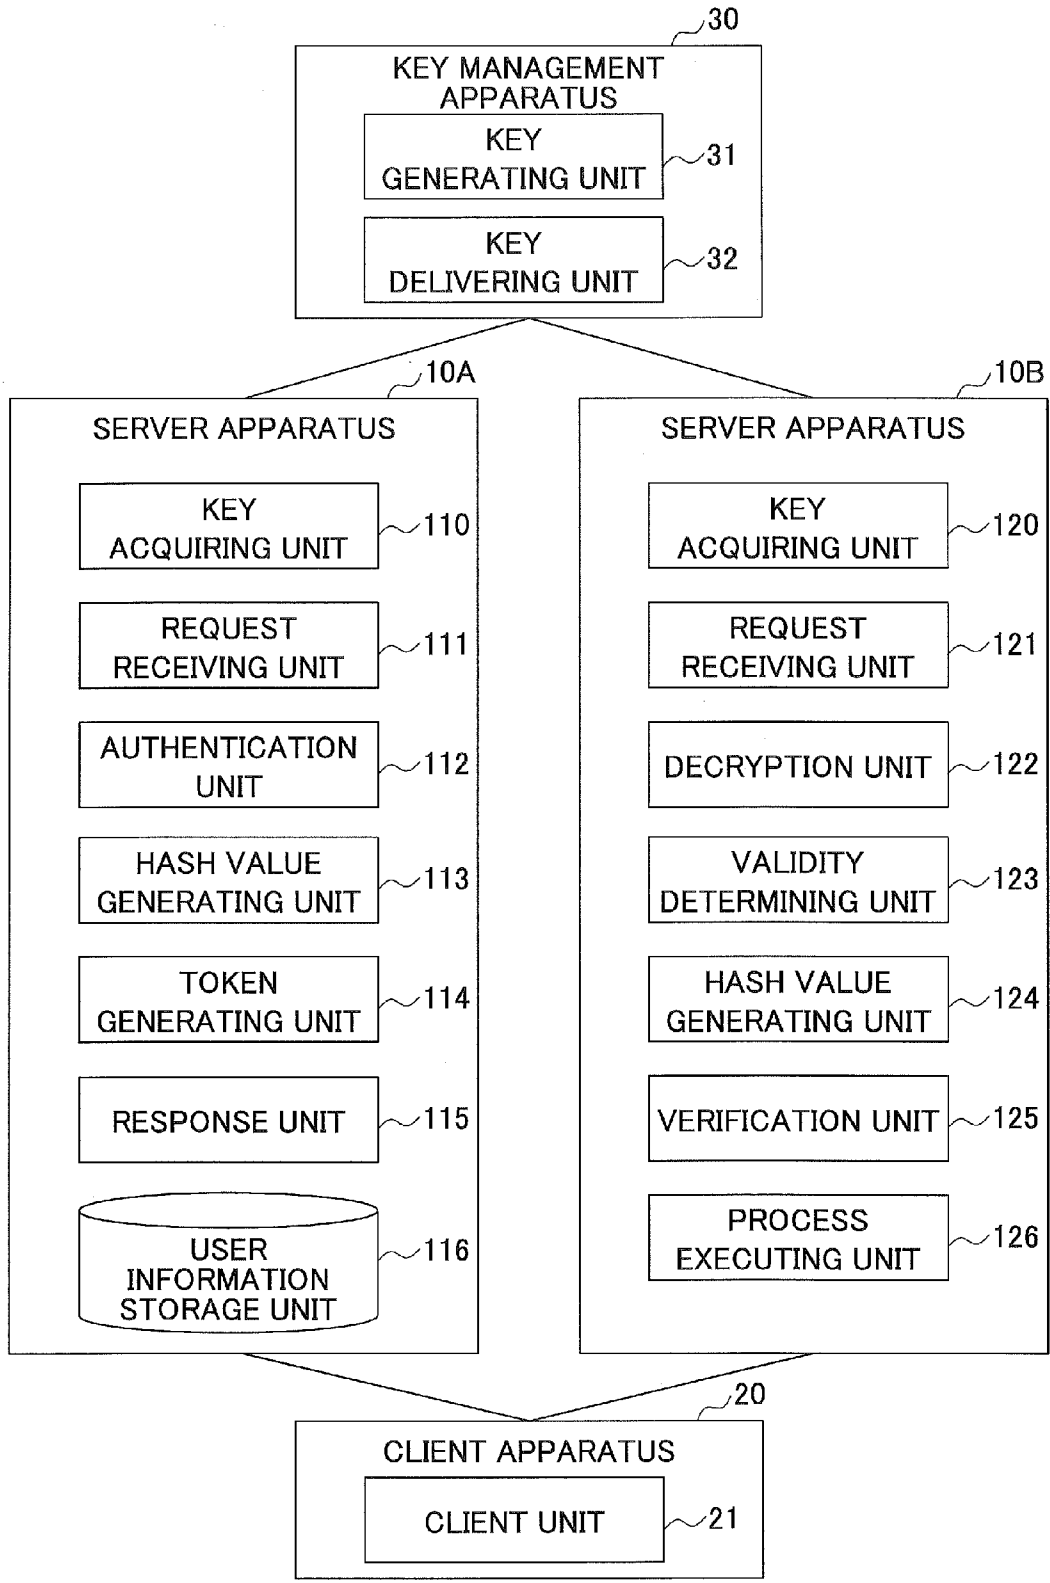 30
KEY MANAGEMENT
APPARATUS
KEY
GENERATING UNIT
31
KEY
DELIVERING UNIT
32
10A
SERVER APPARATUS
KEY
ACQUIRING UNIT
110
REQUEST
RECEIVING UNIT
111
AUTHENTICATION
UNIT
112
HASH VALUE
GENERATING UNIT
113
TOKEN
GENERATING UNIT
114
RESPONSE UNIT
115
USER
INFORMATION
STORAGE UNIT
116
10B
SERVER APPARATUS
KEY
ACQUIRING UNIT
120
REQUEST
RECEIVING UNIT
121
DECRYPTION UNIT
122
VALIDITY
DETERMINING UNIT
123
HASH VALUE
GENERATING UNIT
124
VERIFICATION UNIT
125
PROCESS
EXECUTING UNIT
126
20
CLIENT APPARATUS
CLIENT UNIT
21